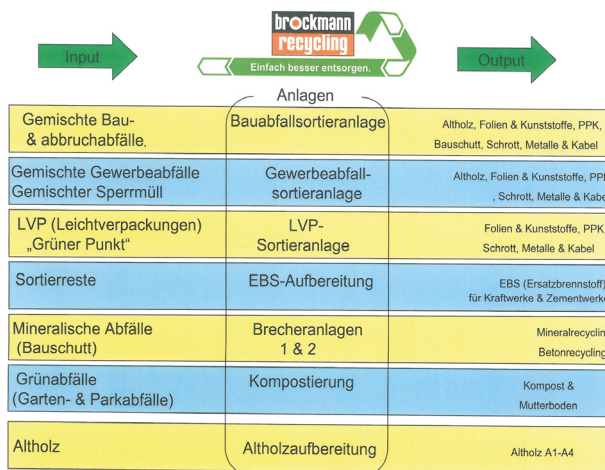 Input
brockmann
recycling
Einfach besser entsorgen.
Output
Anlagen
Gemischte Bau-
& abbruchabfälle,
Bauabfallsortieranlage
Altholz, Folien & Kunststoffe, PPK,
Bauschutt, Schrott, Metalle & Kabel
Gemischte Gewerbeabfälle
Gemischter Sperrmüll
Gewerbeabfall-
sortieranlage
Altholz, Folien & Kunststoffe, PPK
, Schrott, Metalle & Kabe
LVP (Leichtverpackungen)
„Grüner Punkt“
LVP-
Sortieranlage
Folien & Kunststoffe, PPK,
Schrott, Metalle & Kabel
Sortierreste
EBS-Aufbereitung
EBS (Ersatzbrennstoff)
für Kraftwerke & Zementwerke
Mineralische Abfälle
(Bauschutt)
Brecheranlagen
1 & 2
Mineralrecyclin
Betonrecycling
Grünabfälle
(Garten- & Parkabfälle)
Kompostierung
Kompost &
Mutterboden
Altholz
Altholzaufbereitung
Altholz A1-A4